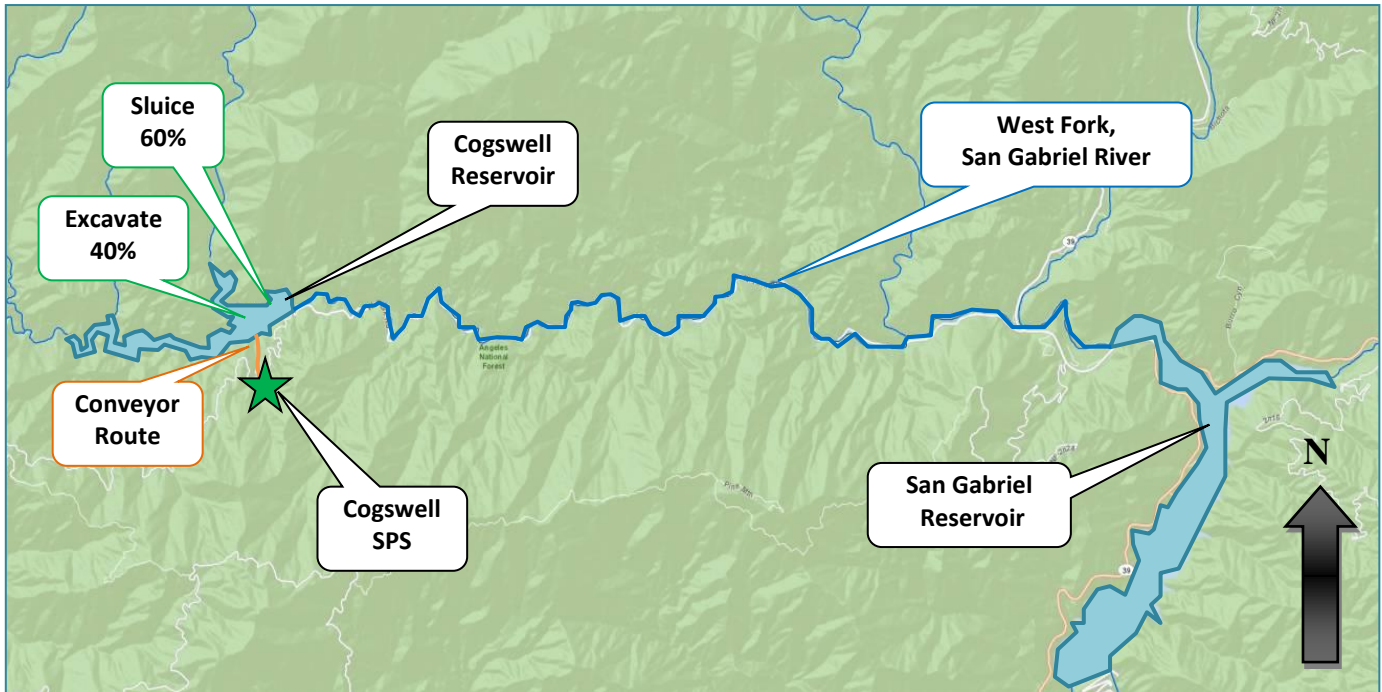 Sluice
60%
Excavate
40%
Cogswell
Reservoir
West Fork,
San Gabriel River
39
Angeles
National
Forest
Conveyor
Route
Cogswell
SPS
San Gabriel
Reservoir
N
39